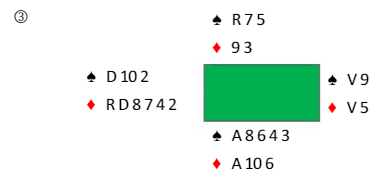 ③
♠ R 7 5
♦ 9 3
♠ D 10 2
♦ R D 8 7 4 2
♠ V 9
♦ V 5
♠ A 8 6 4 3
♦ A 10 6